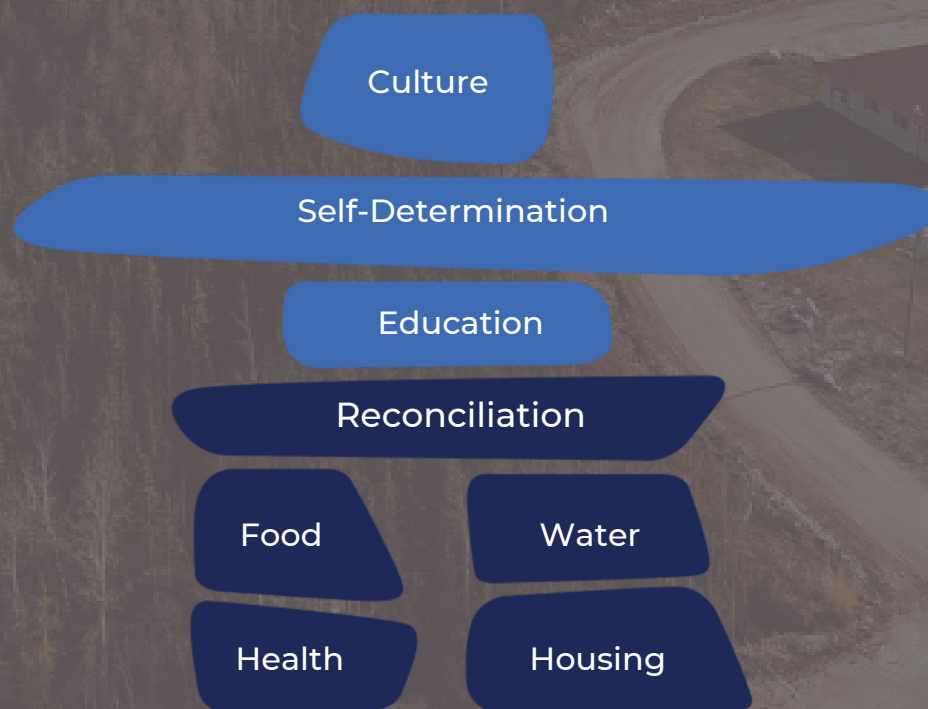 Culture
Self-Determination
Education
Reconciliation
Food
Water
Health
Housing